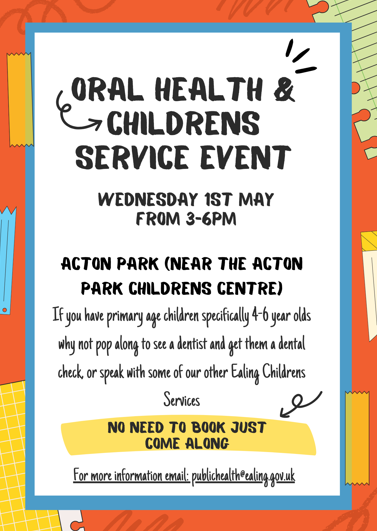 ORAL HEALTH &
CHILDRENS
SERVICE EVENT
WEDNESDAY 1ST MAY
FROM 3-6PM
ACTON PARK (NEAR THE ACTON
PARK CHILDRENS CENTRE)
If you have primary age children specifically 4-6 year olds
why not pop along to see a dentist and get them a dental
check, or speak with some of our other Ealing Childrens
Services
NO NEED TO BOOK JUST
COME ALONG
For more information email: publichealth@ealing.gov.uk